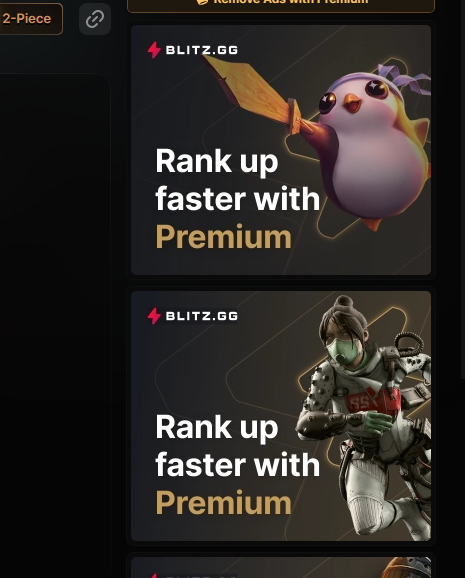 Remove Ads with Premium
2-Piece
BLITZ.GG
Rank up
faster with
Premium
BLITZ.GG
Rank up
faster with
Premium